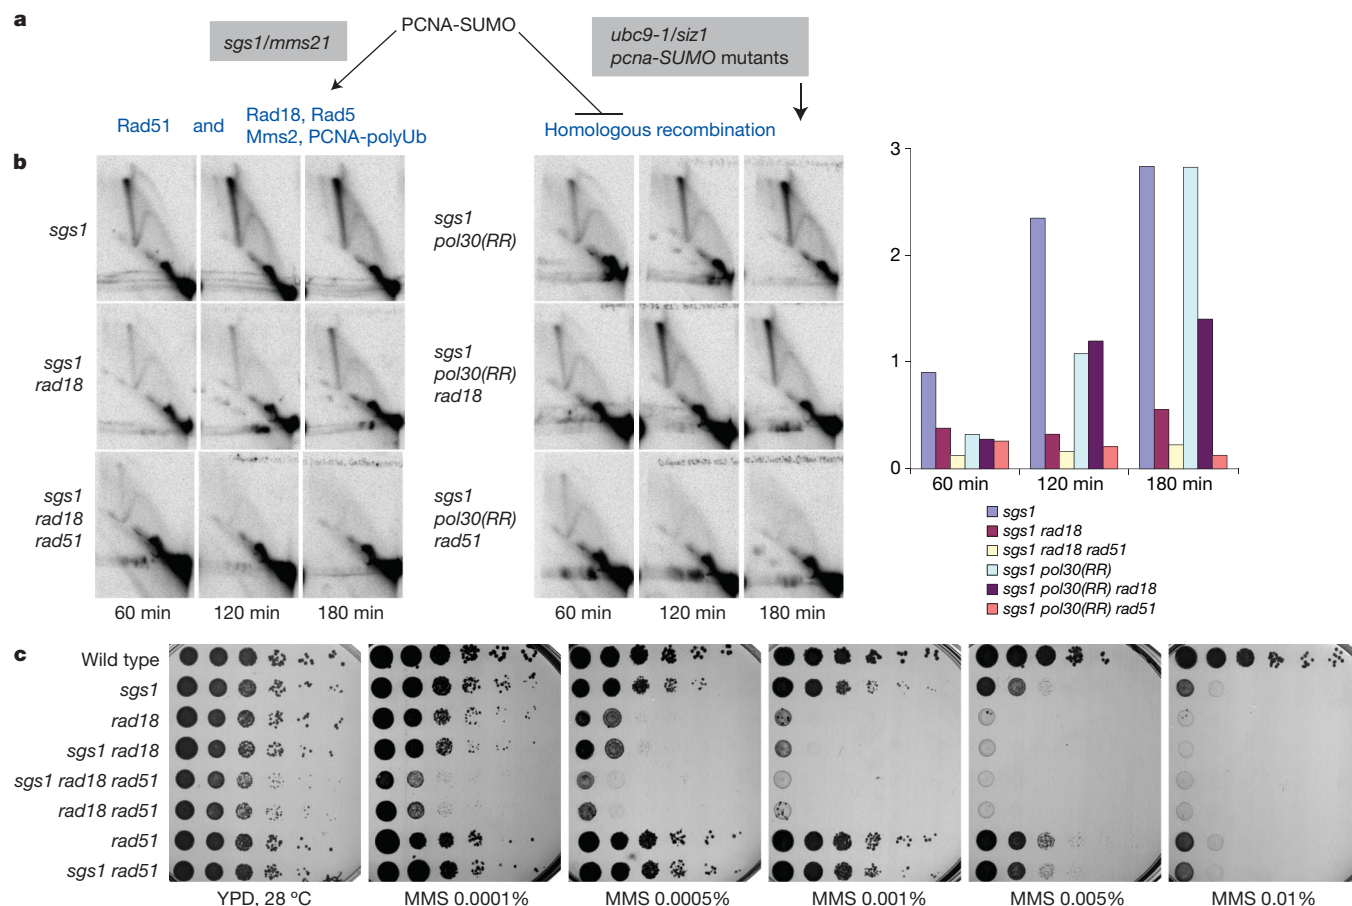 a
sgs1/mms21
PCNA-SUMO
ubc9-1/siz1
pcna-SUMO mutants
Rad51 and Rad18, Rad5
Mms2, PCNA-polyUb
Homologous recombination
b
sgs1
sgs1
rad18
sgs1
rad18
rad51
60 min 120 min 180 min
sgs1
pol30(RR)
sgs1
pol30(RR)
rad18
sgs1
pol30(RR)
rad51
60 min 120 min 180 min
3
2
1
0
60 min 120 min 180 min
sgs1
sgs1 rad18
sgs1 rad18 rad51
sgs1 pol30(RR)
sgs1 pol30(RR) rad18
sgs1 pol30(RR) rad51
c
Wild type
sgs1
rad18
sgs1 rad18
sgs1 rad18 rad51
rad18 rad51
rad51
sgs1 rad51
YPD, 28 °C MMS 0.0001% MMS 0.0005% MMS 0.001% MMS 0.005% MMS 0.01%